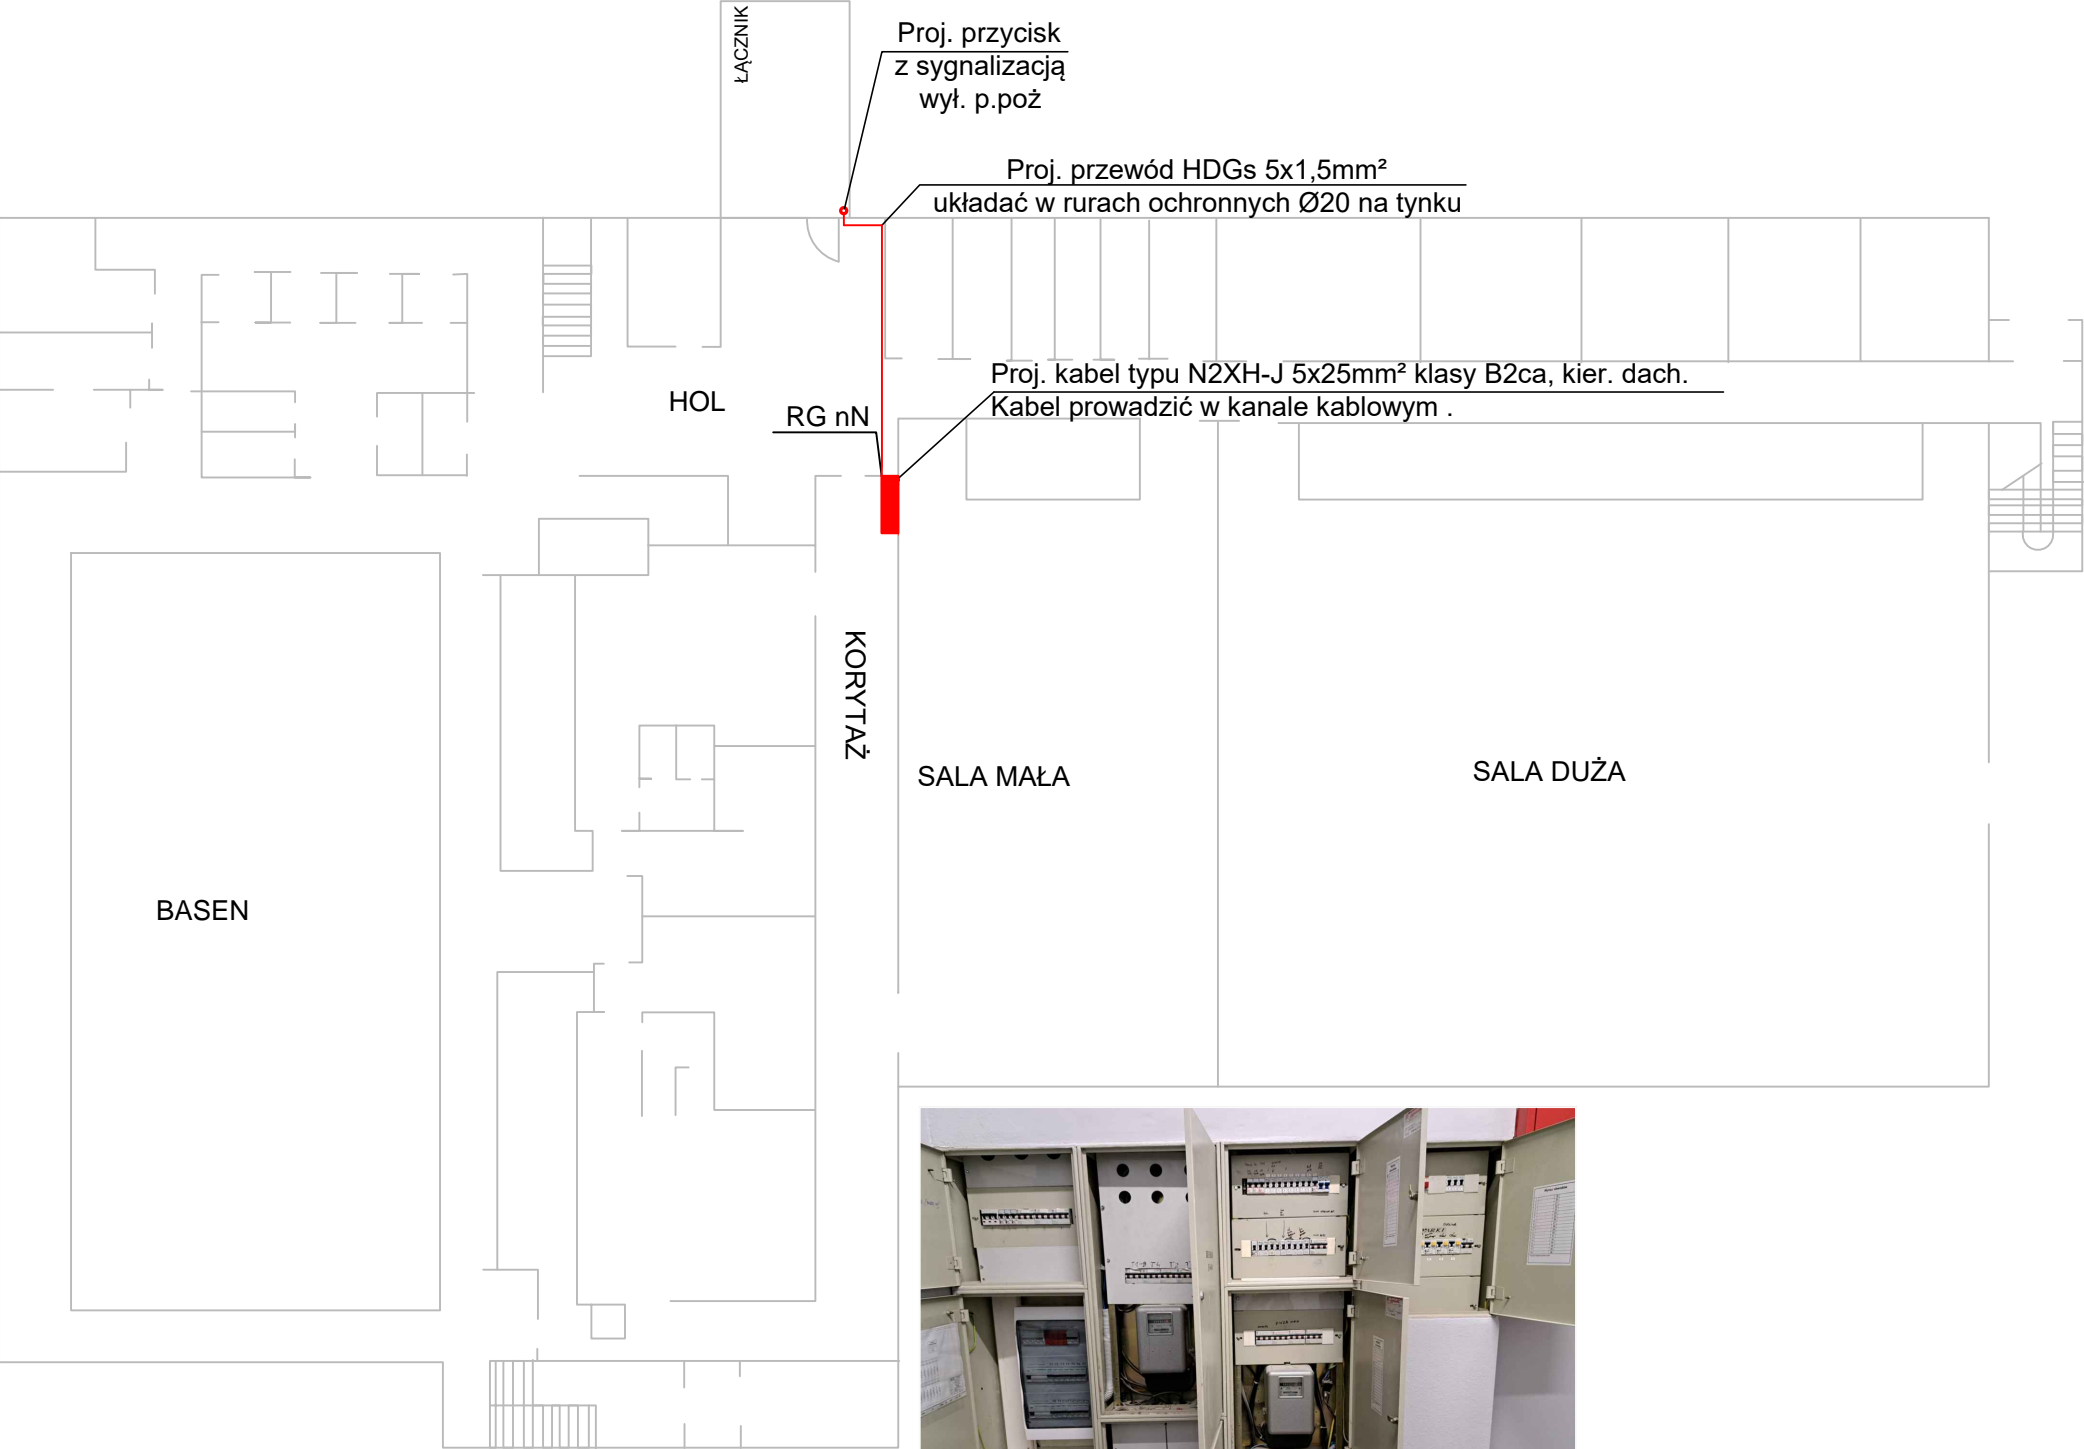 ŁĄCZNIK
Proj. przycisk
z sygnalizacją
wył. p.poż
Proj. przewód HDGs 5x1,5mm²
układać w rurach ochronnych Ø20 na tynku
Proj. kabel typu N2XH-J 5x25mm² klasy B2ca, kier. dach.
Kabel prowadzić w kanale kablowym .
HOL
RG nN
KORYTAŻ
SALA MAŁA
SALA DUŻA
BASEN